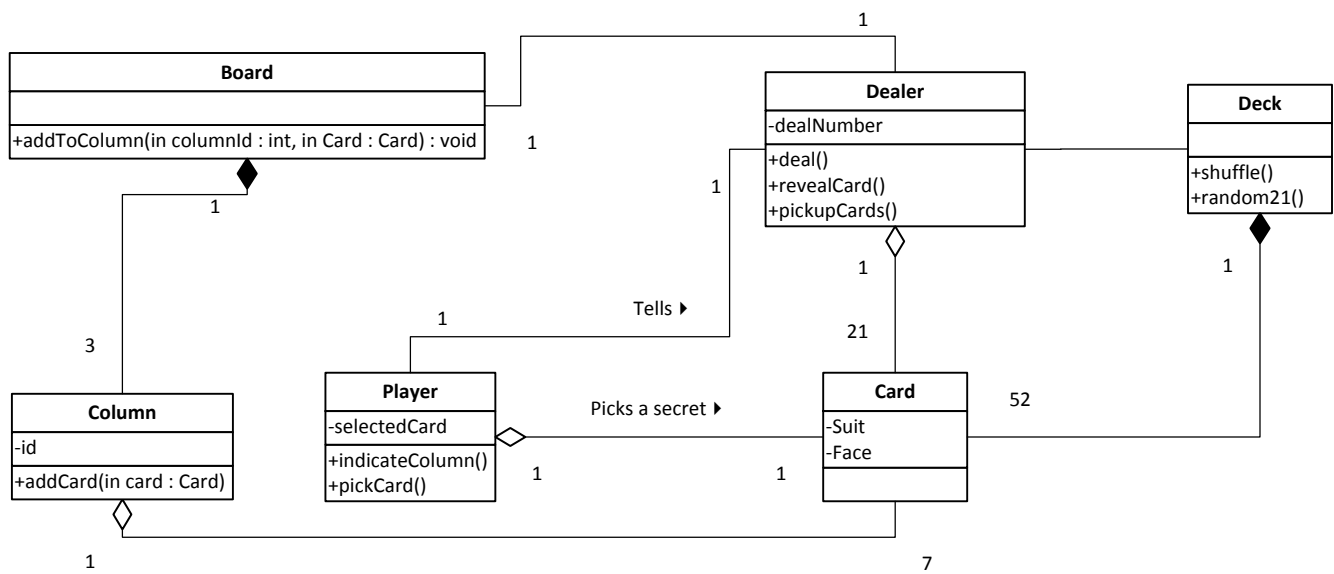 1
Board
+addToColumn(in columnId : int, in Card : Card) : void
1
1
Dealer
-dealNumber
+deal()
+revealCard()
+pickupCards()
Deck
+shuffle()
+random21()
1
1
1
Tells
1
21
3
Column
-id
+addCard(in card : Card)
Player
-selectedCard
+indicateColumn()
+pickCard()
Picks a secret
1
1
Card
-Suit
-Face
52
1
7